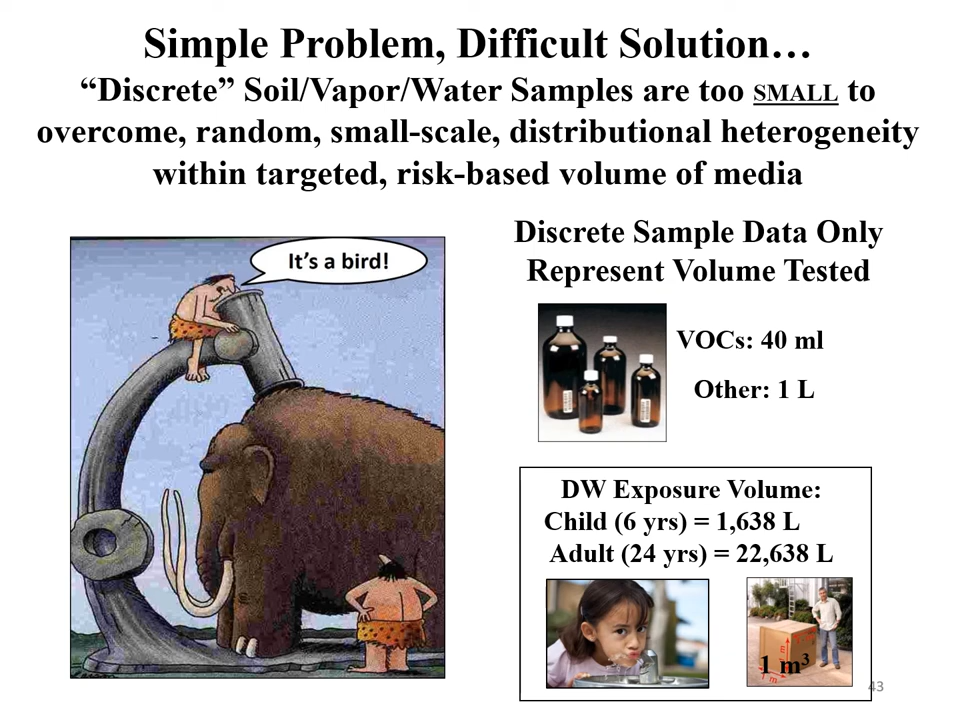 Simple Problem, Difficult Solution…
“Discrete” Soil/Vapor/Water Samples are too SMALL to
overcome, random, small-scale, distributional heterogeneity
within targeted, risk-based volume of media
It's a bird!
Discrete Sample Data Only
Represent Volume Tested
VOCs: 40 ml
Other: 1 L
DW Exposure Volume:
Child (6 yrs) = 1,638 L
Adult (24 yrs) = 22,638 L
1 m³
43